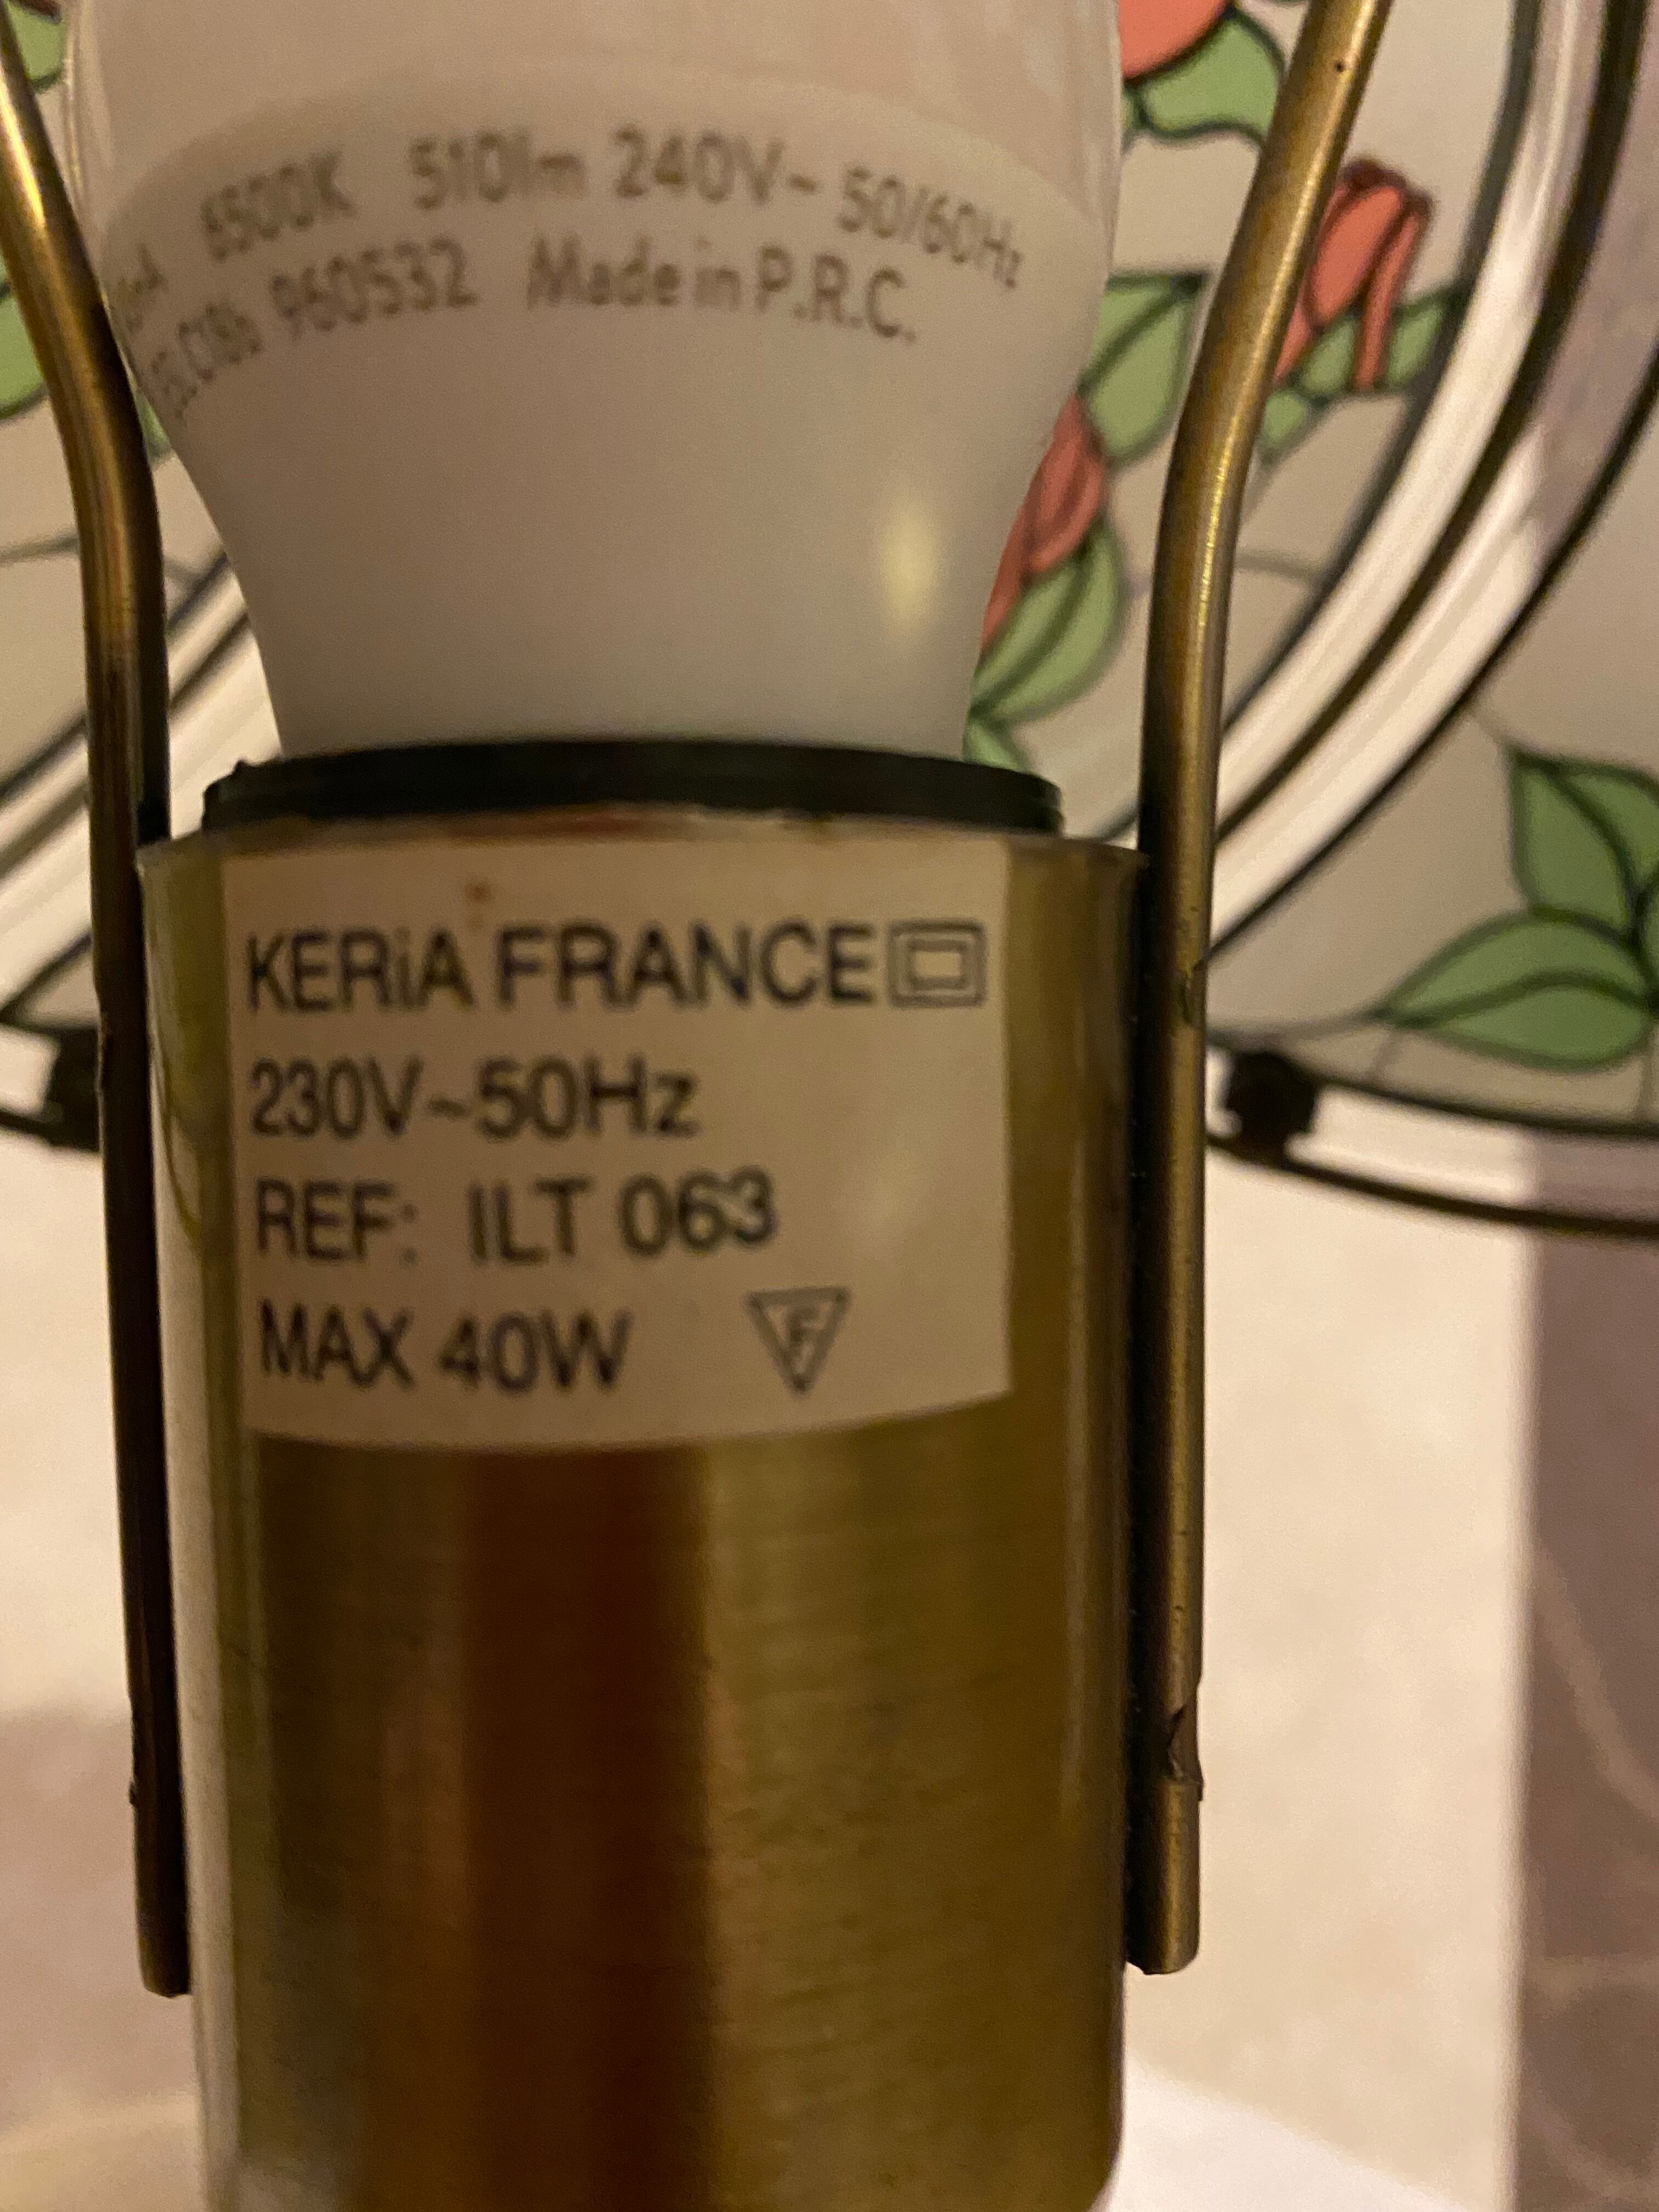 6500K 510lm 240V~ 50/60Hz
960532 Made in P.R.C.
KERiA FRANCE
230V~50Hz
REF: ILT 063
MAX 40W F